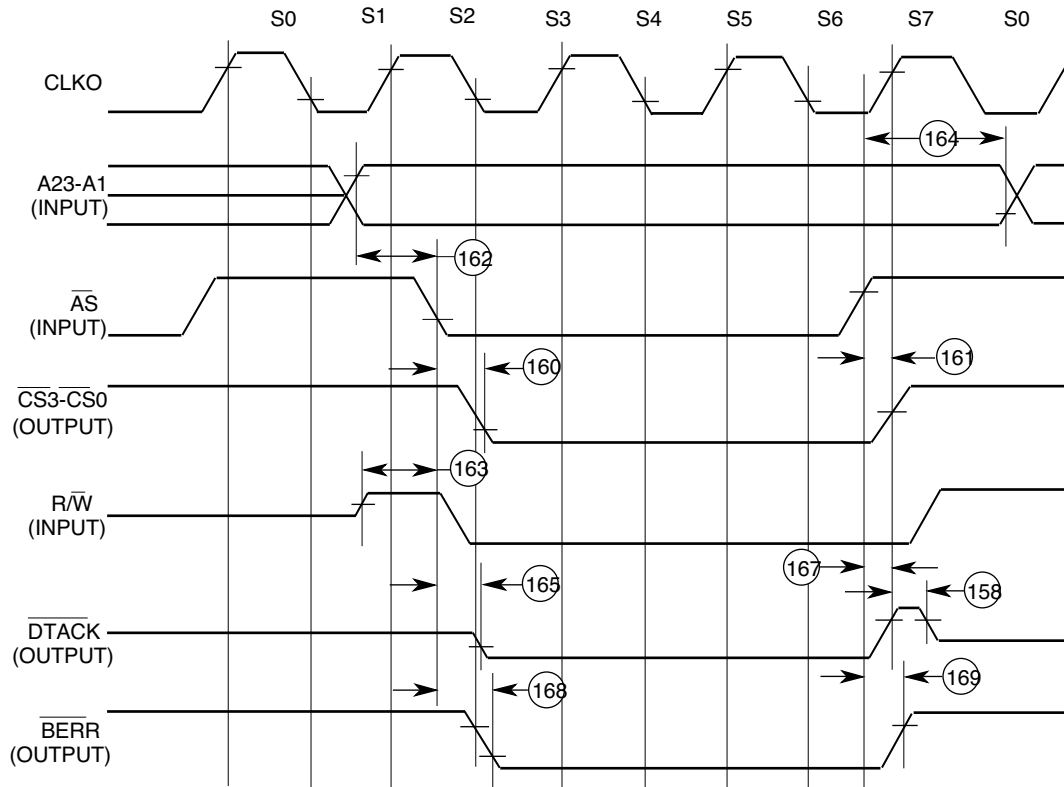 S0 S1 S2 S3 S4 S5 S6 S7 S0
CLKO
164
A23-A1
(INPUT)
162
AS
(INPUT)
160
161
CS3-CS0
(OUTPUT)
163
R/W
(INPUT)
167
165
158
DTACK
(OUTPUT)
168
169
BERR
(OUTPUT)